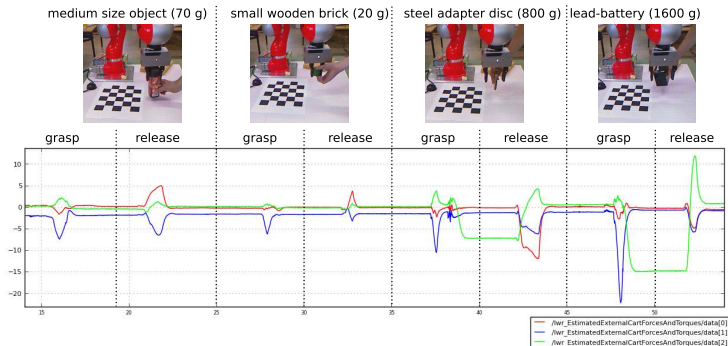 medium size object (70 g) small wooden brick (20 g) steel adapter disc (800 g) lead-battery (1600 g)
grasp release grasp release grasp release grasp release
10
5
0
−5
−10
−15
−20
15 20 25 30 35 40 45 50
/lwr_EstimatedExternalCartForcesAndTorques/data[0]
/lwr_EstimatedExternalCartForcesAndTorques/data[1]
/lwr_EstimatedExternalCartForcesAndTorques/data[2]